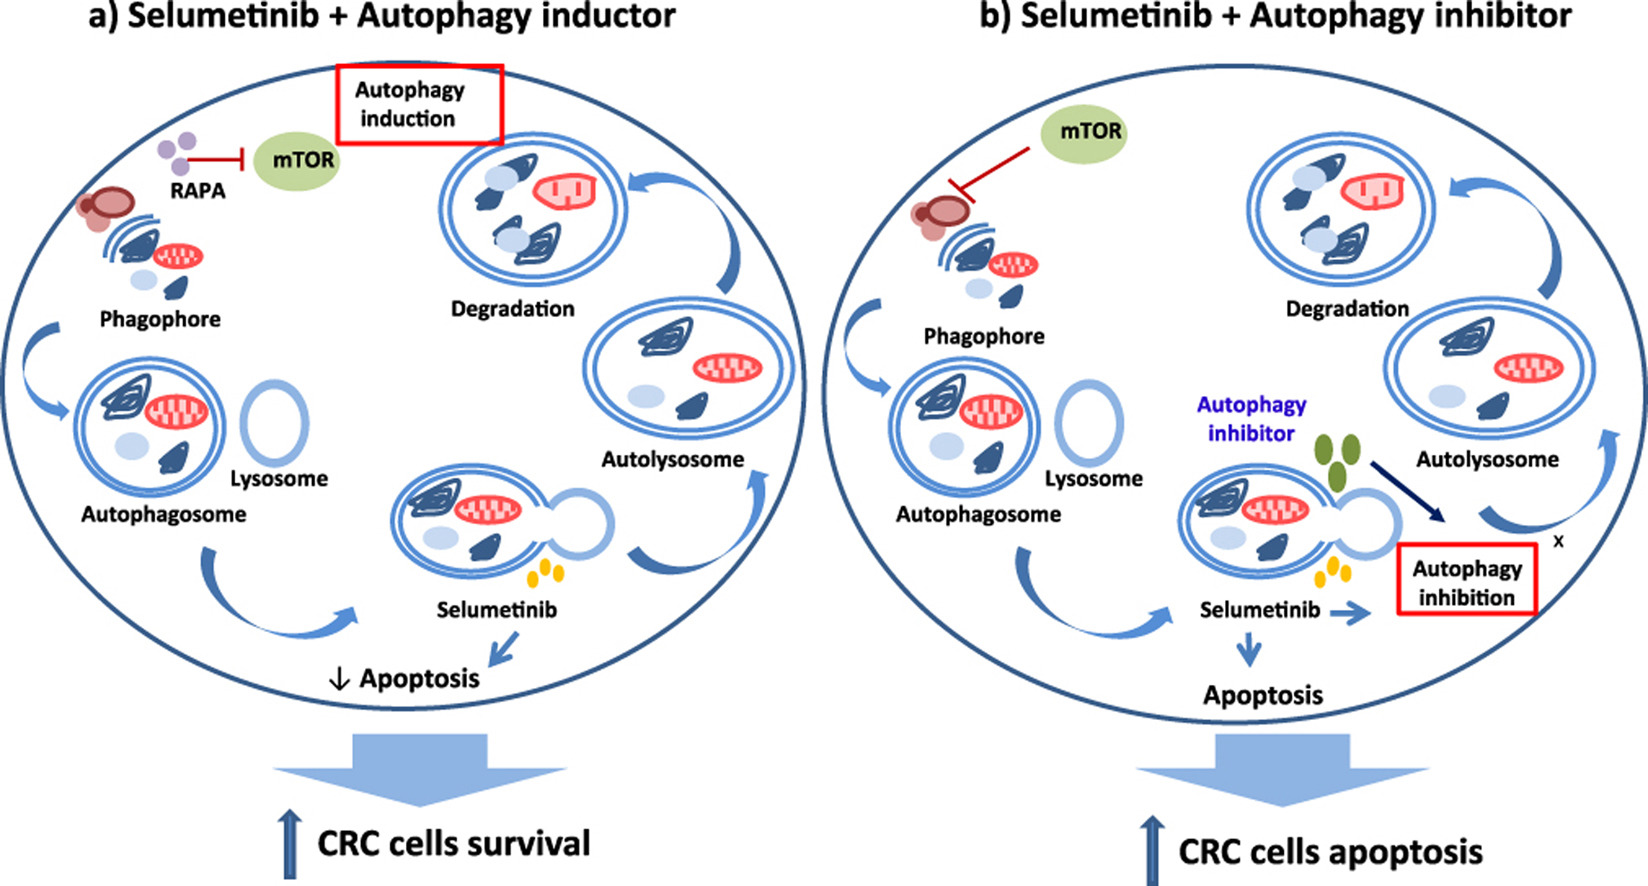 a) Selumetinib + Autophagy inductor
Autophagy
induction
mTOR
RAPA
Phagophore
Degradation
Autophagosome
Lysosome
Autolysosome
Selumetinib
↓ Apoptosis
CRC cells survival
b) Selumetinib + Autophagy inhibitor
mTOR
Phagophore
Degradation
Autophagy
inhibitor
Autophagosome
Lysosome
Autolysosome
x
Autophagy
inhibition
Selumetinib
Apoptosis
CRC cells apoptosis